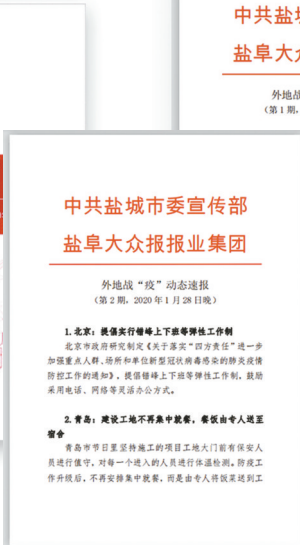 中共盐
盐阜大
外地战
（第 1 期，
中共盐城市委宣传部
盐阜大众报报业集团
外地战“疫”动态速报
（第 2 期，2020 年 1 月 28 日晚）
1.北京：提倡实行错峰上下班等弹性工作制
北京市政府研究制定《关于落实“四方责任”进一步
加强重点人群、场所和单位新型冠状病毒感染的肺炎疫情
防控工作的通知》，提倡错峰上下班等弹性工作制，鼓励
采用电话、网络等灵活办公方式。
2.青岛：建设工地不再集中就餐，餐饭由专人送至
宿舍
青岛市节日里坚持施工的项目工地大门前有保安人
员进行值守，对每一个进入的人员进行体温检测。防疫工
作升级后，不再安排集中就餐，而是由专人将饭菜送到工